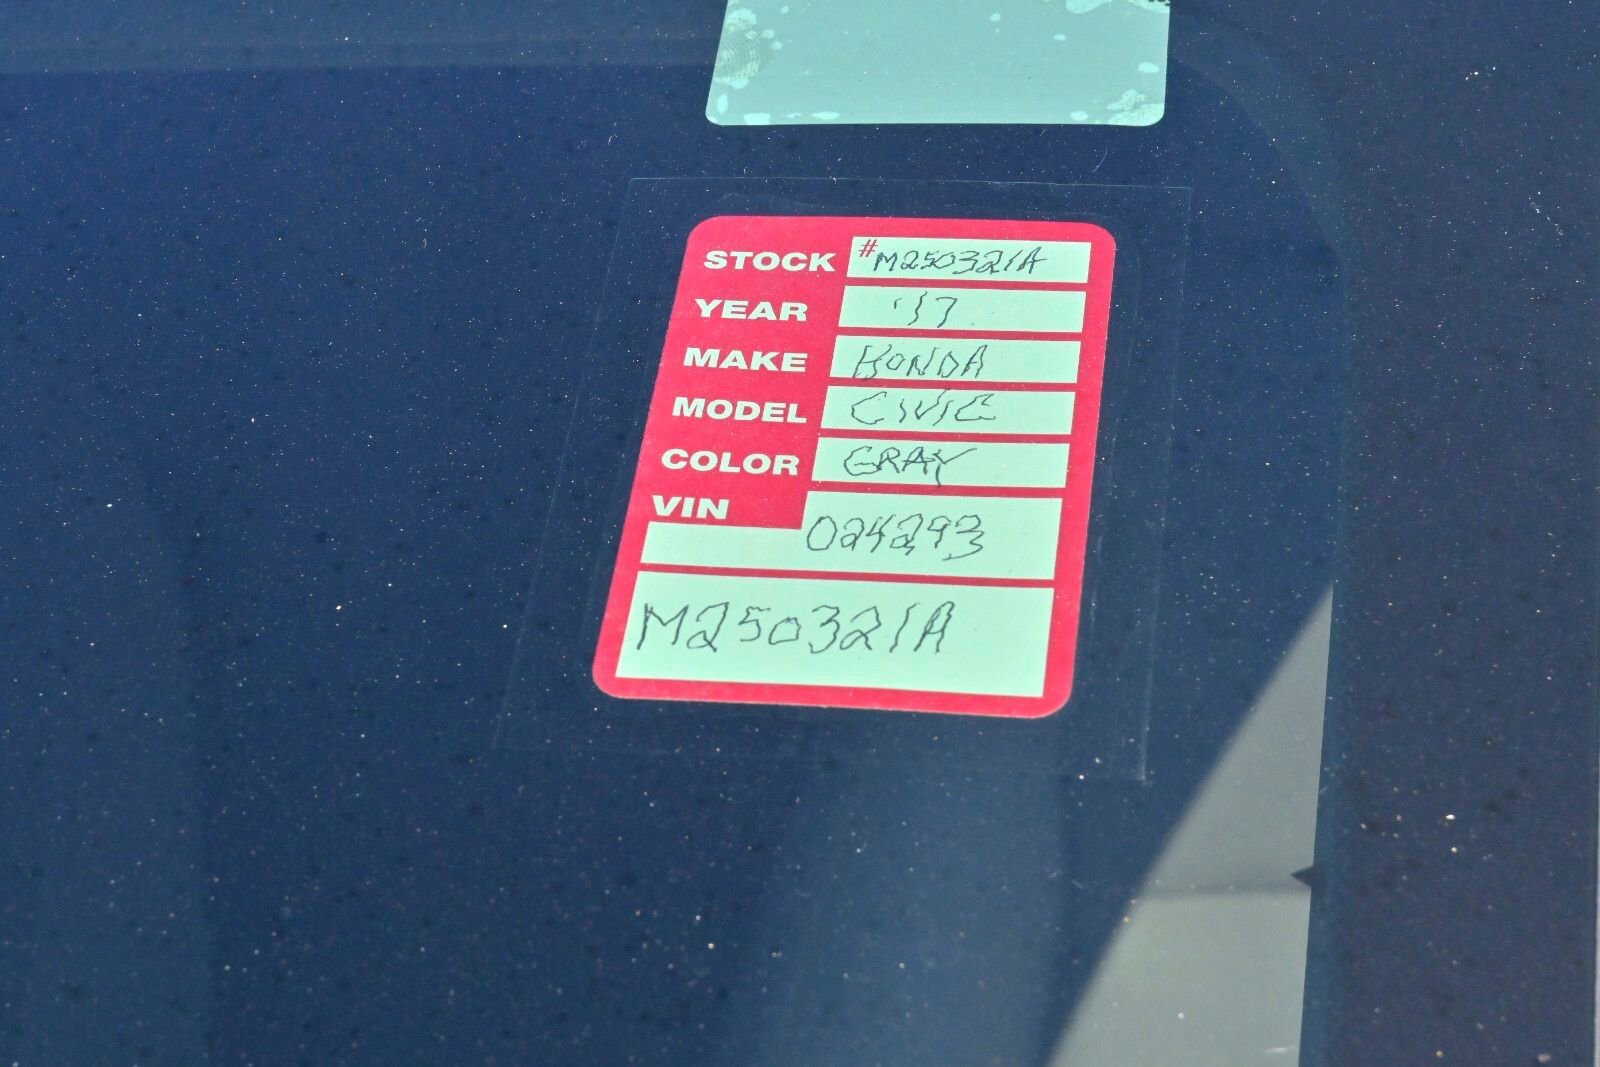 STOCK #M250321A
YEAR '17
MAKE HONDA
MODEL CIVIC
COLOR GRAY
VIN 024293
M250321A